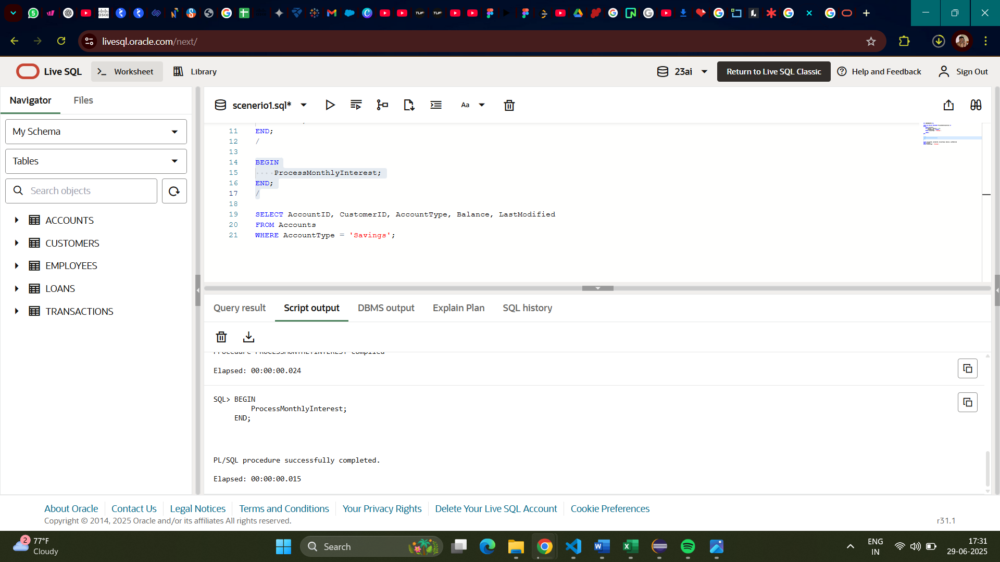 livesql.oracle.com/next/
Live SQL
Worksheet
Library
23ai
Return to Live SQL Classic
Help and Feedback
Sign Out
Navigator
Files
scenerio1.sql*
Aa
My Schema
Tables
Search objects
ACCOUNTS
CUSTOMERS
EMPLOYEES
LOANS
TRANSACTIONS
11 END;
12 /
13
14 BEGIN
15 ····ProcessMonthlyInterest;
16 END;
17 /
18
19 SELECT AccountID, CustomerID, AccountType, Balance, LastModified
20 FROM Accounts
21 WHERE AccountType = 'Savings';
Query result
Script output
DBMS output
Explain Plan
SQL history
Procedure PROCESSMONTHLYINTEREST compiled
Elapsed: 00:00:00.024
SQL> BEGIN
ProcessMonthlyInterest;
END;
PL/SQL procedure successfully completed.
Elapsed: 00:00:00.015
About Oracle
Contact Us
Legal Notices
Terms and Conditions
Your Privacy Rights
Delete Your Live SQL Account
Cookie Preferences
Copyright © 2014, 2025 Oracle and/or its affiliates All rights reserved.
r31.1
2
77°F
Cloudy
Search
ENG
IN
17:31
29-06-2025